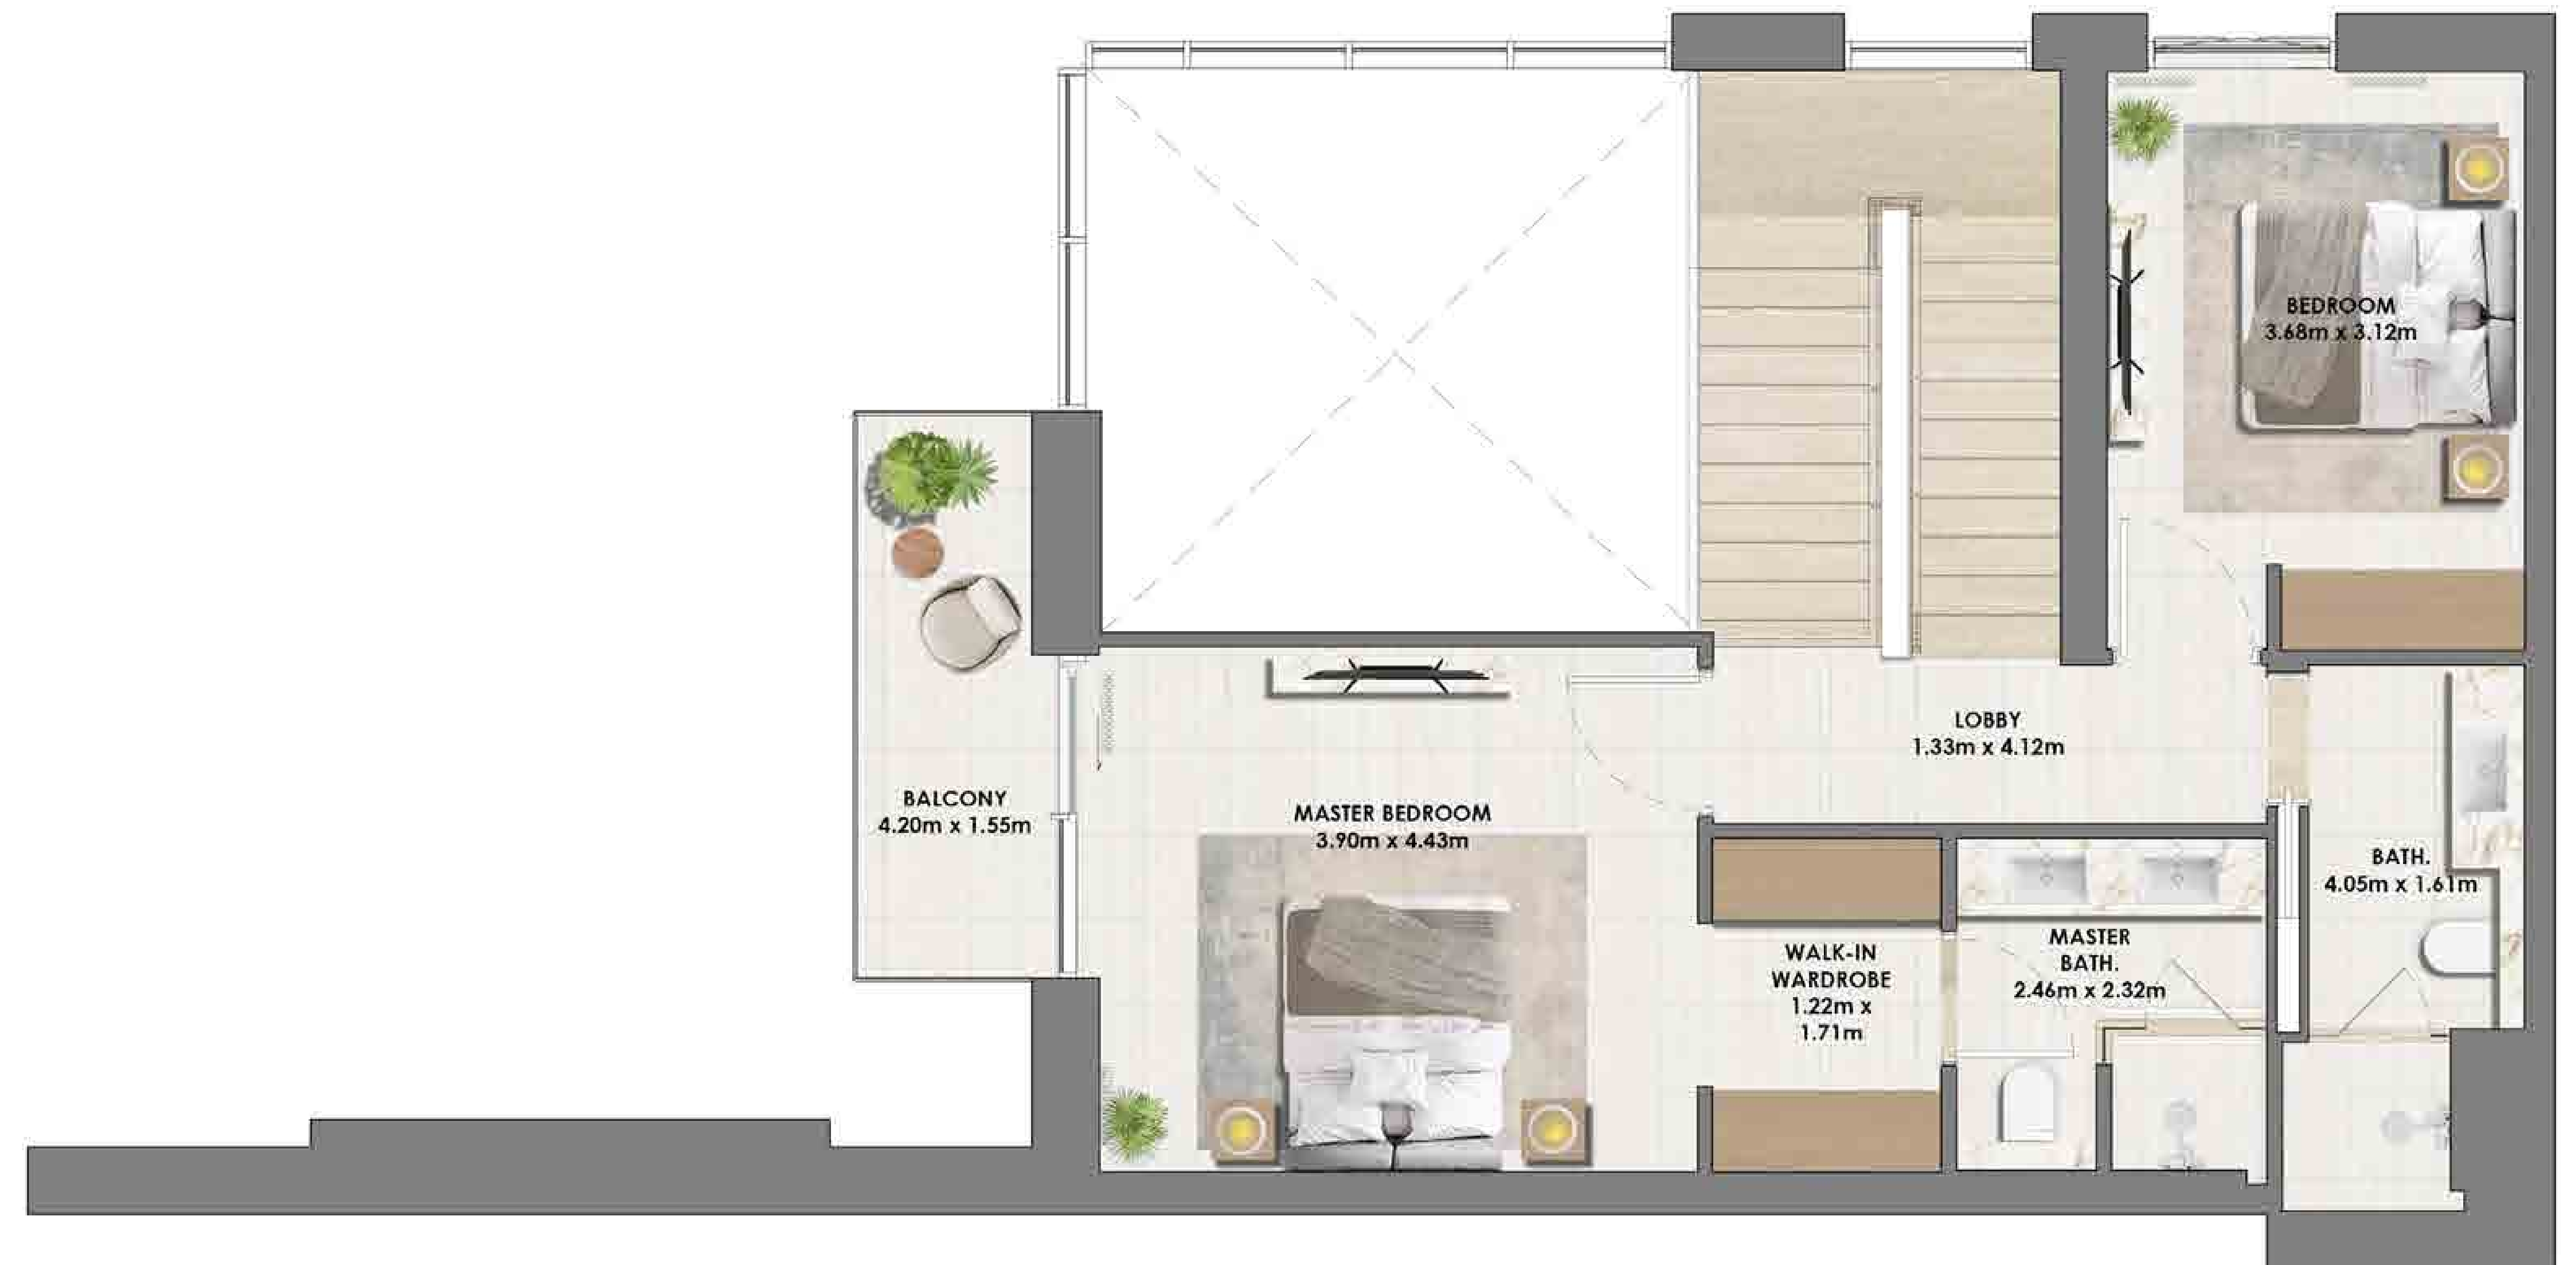 BEDROOM
3.68m x 3.12m
LOBBY
1.33m x 4.12m
BALCONY
4.20m x 1.55m
MASTER BEDROOM
3.90m x 4.43m
BATH.
4.05m x 1.61m
WALK-IN
WARDROBE
1.22m x
1.71m
MASTER
BATH.
2.46m x 2.32m